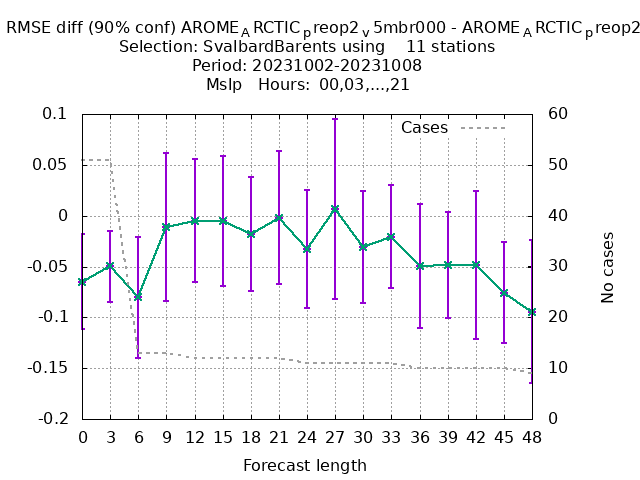 RMSE diff (90% conf) AROME_ARCTIC_preop2_v5mbr000 - AROME_ARCTIC_preop2
Selection: SvalbardBarents using 11 stations
Period: 20231002-20231008
Mslp Hours: 00,03,...,21
Cases
0.1
0.05
0
-0.05
-0.1
-0.15
-0.2
60
50
40
30
20
10
0
No cases
0 3 6 9 12 15 18 21 24 27 30 33 36 39 42 45 48
Forecast length